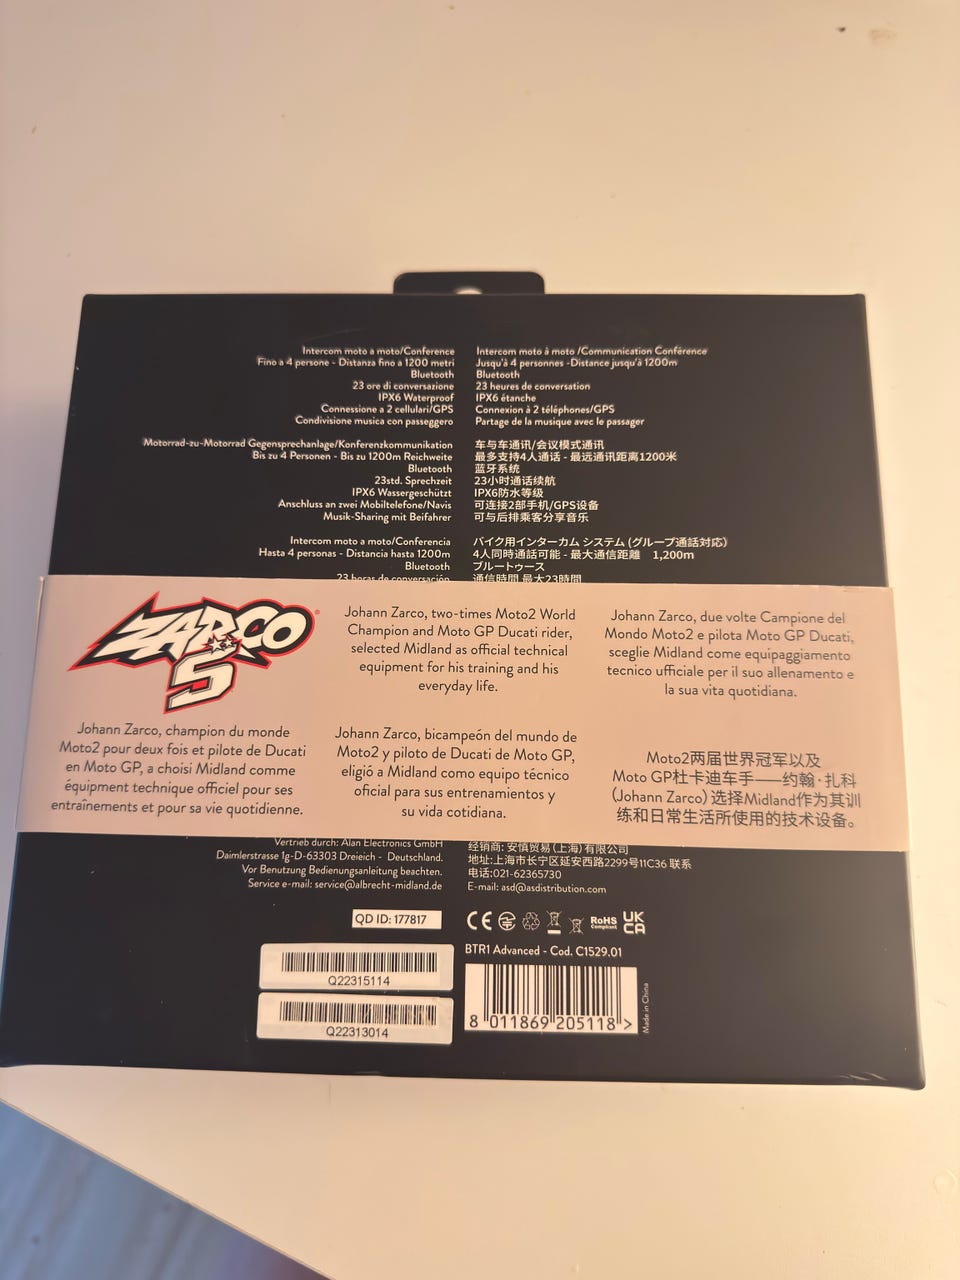 Intercom moto a moto/Conference
Fino a 4 persone - Distanza fino a 1200 metri
Bluetooth
23 ore di conversazione
IPX6 Waterproof
Connessione a 2 cellulari/GPS
Condivisione musica con passeggero
Intercom moto à moto /Communication Conférence
Jusqu'à 4 personnes -Distance jusqu'à 1200m
Bluetooth
23 heures de conversation
IPX6 étanche
Connexion à 2 téléphones/GPS
Partage de la musique avec le passager
Motorrad-zu-Motorrad Gegensprechanlage/Konferenzkommunikation
Bis zu 4 Personen - Bis zu 1200m Reichweite
Bluetooth
23std. Sprechzeit
IPX6 Wassergeschützt
Anschluss an zwei Mobiltelefone/Navis
Musik-Sharing mit Beifahrer
车与车通讯/会议模式通讯
最多支持4人通话 - 最远通讯距离1200米
蓝牙系统
23小时通话续航
IPX6防水等级
可连接2部手机/GPS设备
可与后排乘客分享音乐
Intercom moto a moto/Conferencia
Hasta 4 personas - Distancia hasta 1200m
Bluetooth
23 horas de conversación
バイク用インターカム システム (グループ通話対応)
4人同時通話可能 - 最大通信距離 1,200m
ブルートゥース
通信時間 最大23時間
ZARCO
5
Johann Zarco, two-times Moto2 World
Champion and Moto GP Ducati rider,
selected Midland as official technical
equipment for his training and his
everyday life.
Johann Zarco, due volte Campione del
Mondo Moto2 e pilota Moto GP Ducati,
sceglie Midland come equipaggiamento
tecnico ufficiale per il suo allenamento e
la sua vita quotidiana.
Johann Zarco, champion du monde
Moto2 pour deux fois et pilote de Ducati
en Moto GP, a choisi Midland comme
équipment technique officiel pour ses
entraînements et pour sa vie quotidienne.
Johann Zarco, bicampeón del mundo de
Moto2 y piloto de Ducati de Moto GP,
eligió a Midland como equipo técnico
oficial para sus entrenamientos y
su vida cotidiana.
Moto2两届世界冠军以及
Moto GP杜卡迪车手——约翰·扎科
(Johann Zarco) 选择Midland作为其训
练和日常生活所使用的技术设备。
Vertrieb durch: Alan Electronics GmbH
Daimlerstrasse 1g-D-63303 Dreieich - Deutschland.
Vor Benutzung Bedienungsanleitung beachten.
Service e-mail: service@albrecht-midland.de
经销商: 安慎贸易 (上海) 有限公司
地址:上海市长宁区延安西路2299号11C36 联系
电话:021-62365730
E-mail: asd@asdistribution.com
QD ID: 177817
CE
RoHS
Compliant
UK
CA
BTR1 Advanced - Cod. C1529.01
Q22315114
Q22313014
8 011869 205118 >
Made in China